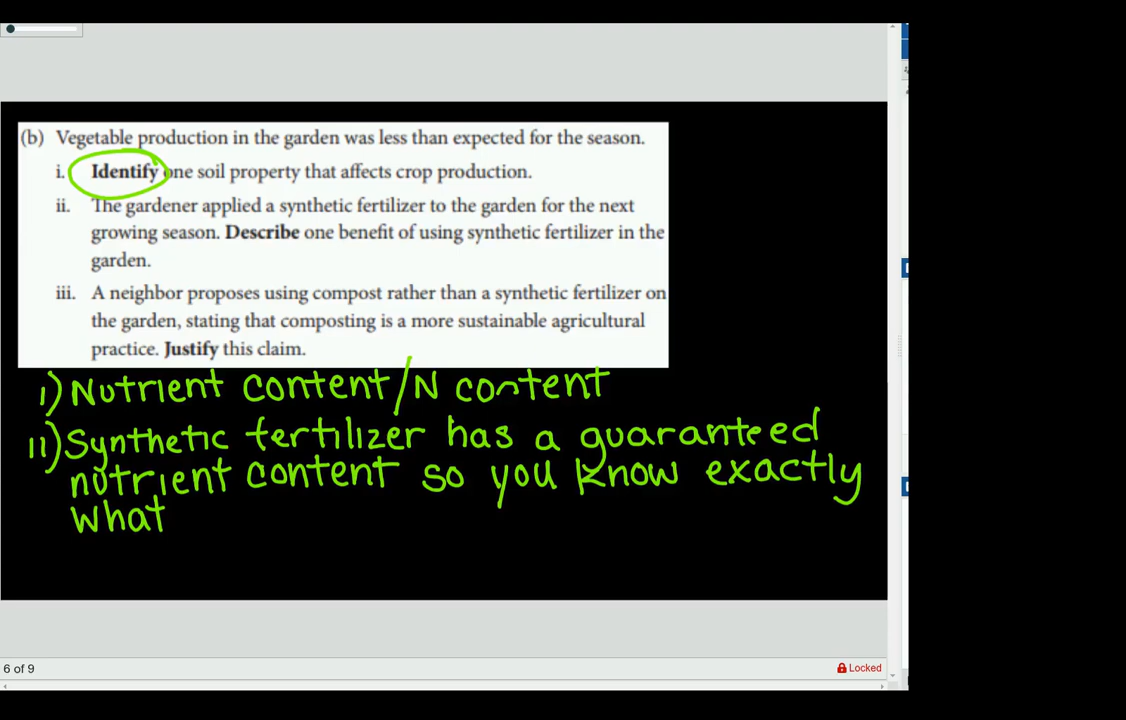 (b) Vegetable production in the garden was less than expected for the season.
i. Identify one soil property that affects crop production.
ii. The gardener applied a synthetic fertilizer to the garden for the next
growing season. Describe one benefit of using synthetic fertilizer in the
garden.
iii. A neighbor proposes using compost rather than a synthetic fertilizer on
the garden, stating that composting is a more sustainable agricultural
practice. Justify this claim.
i) Nutrient content/N content
ii) Synthetic fertilizer has a guaranteed
nutrient content so you know exactly
what
6 of 9
Locked